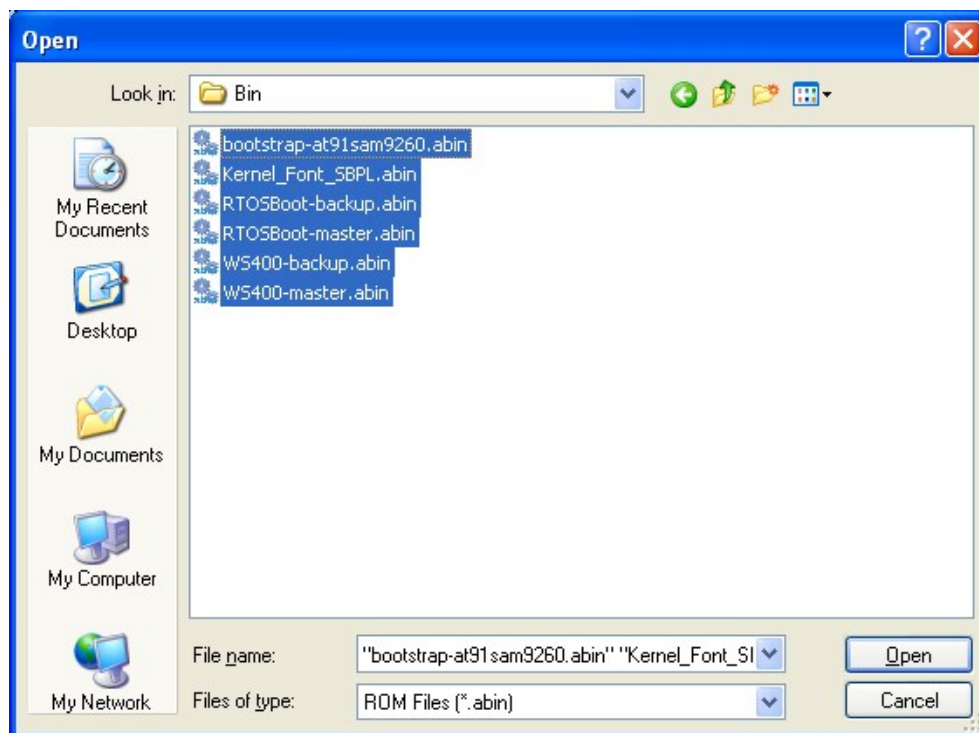 Open
Look in:
Bin
bootstrap-at91sam9260.abin
Kernel_Font_SBPL.abin
RTOSBoot-backup.abin
RTOSBoot-master.abin
WS400-backup.abin
WS400-master.abin
My Recent
Documents
Desktop
My Documents
My Computer
My Network
File name:
"bootstrap-at91sam9260.abin" "Kernel_Font_SI
Open
Files of type:
ROM Files (*.abin)
Cancel